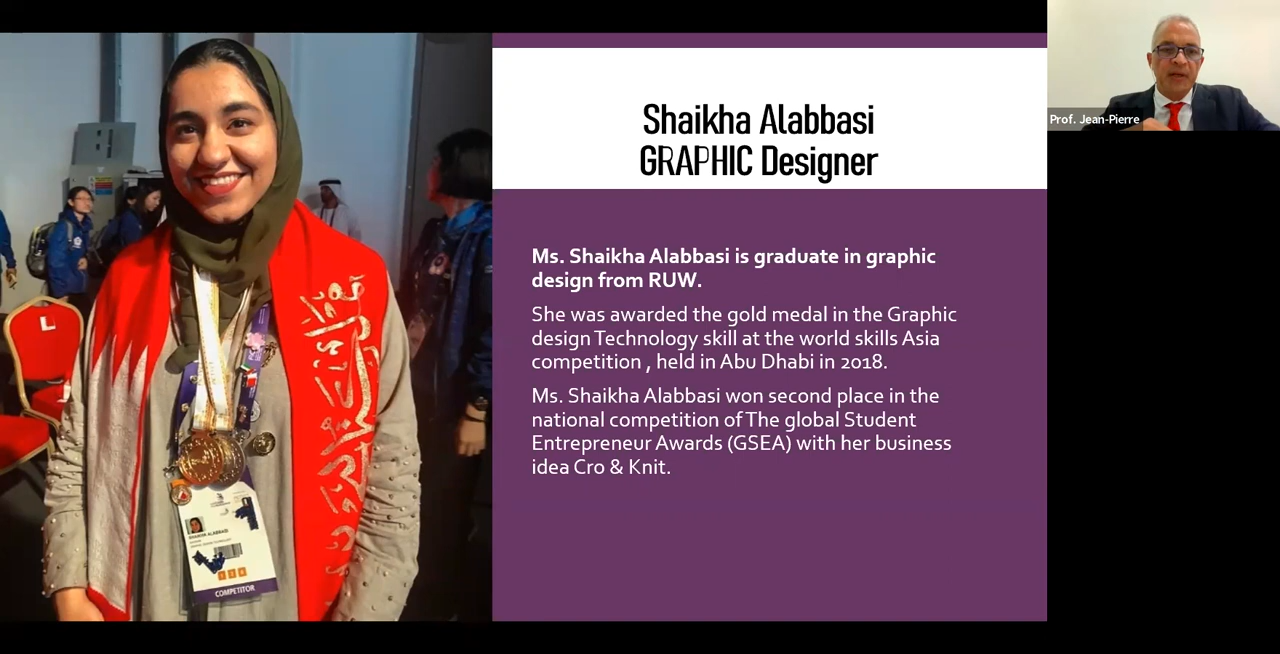 Shaikha Alabbasi
GRAPHIC Designer
Prof. Jean-Pierre
Ms. Shaikha Alabbasi is graduate in graphic
design from RUW.
She was awarded the gold medal in the Graphic
design Technology skill at the world skills Asia
competition , held in Abu Dhabi in 2018.
Ms. Shaikha Alabbasi won second place in the
national competition of The global Student
Entrepreneur Awards (GSEA) with her business
idea Cro & Knit.
L
COMPETITOR